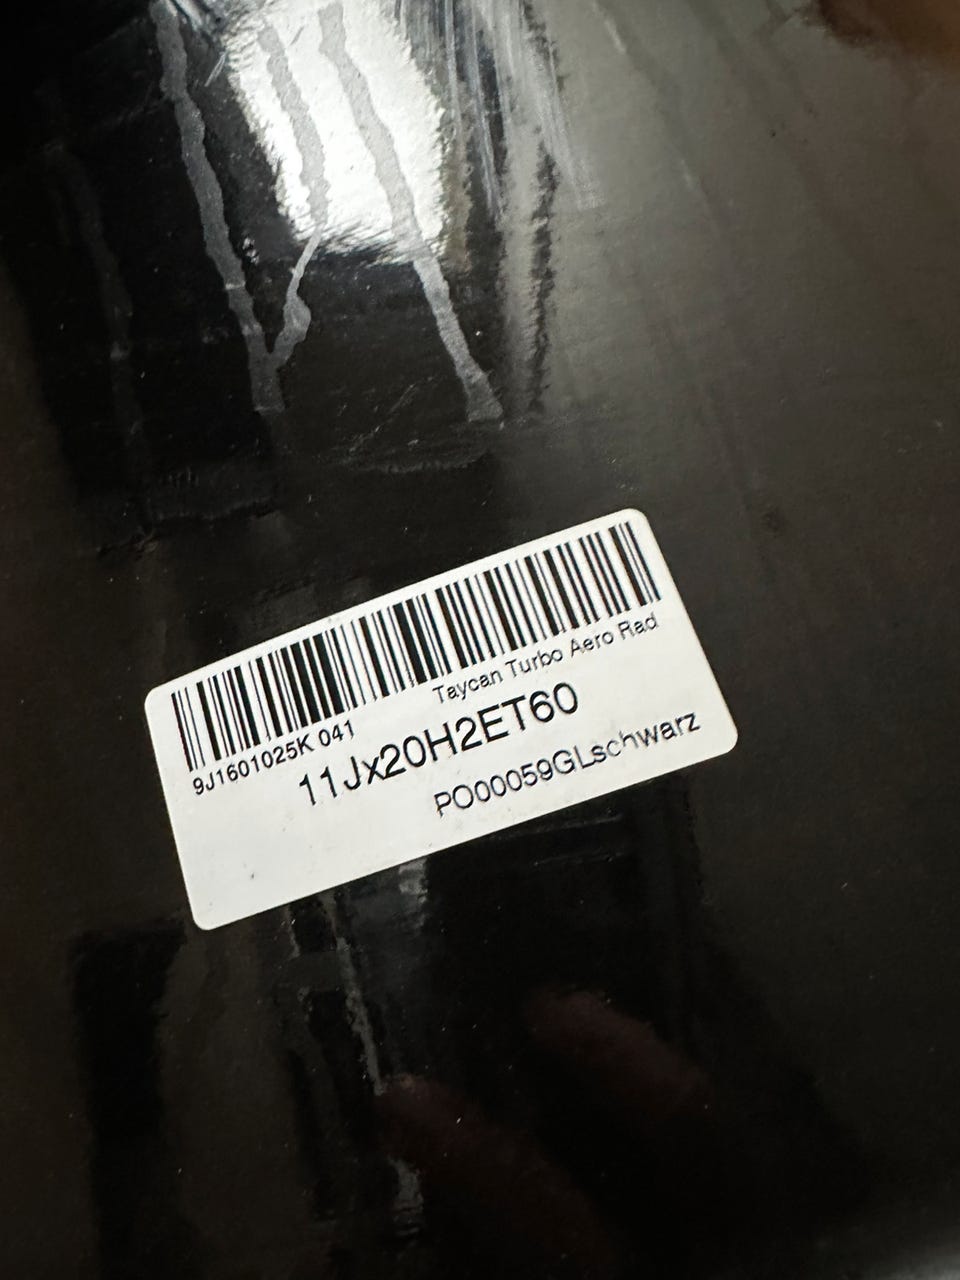 9J1601025K 041
Taycan Turbo Aero Rad
11Jx20H2ET60
PO00059GLschwarz